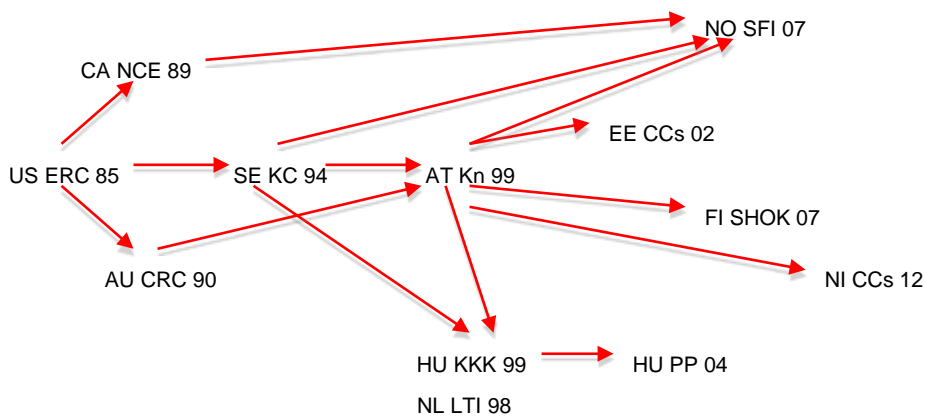 NO SFI 07
CA NCE 89
EE CCs 02
US ERC 85
SE KC 94
AT Kn 99
FI SHOK 07
AU CRC 90
NI CCs 12
HU KKK 99
HU PP 04
NL LTI 98